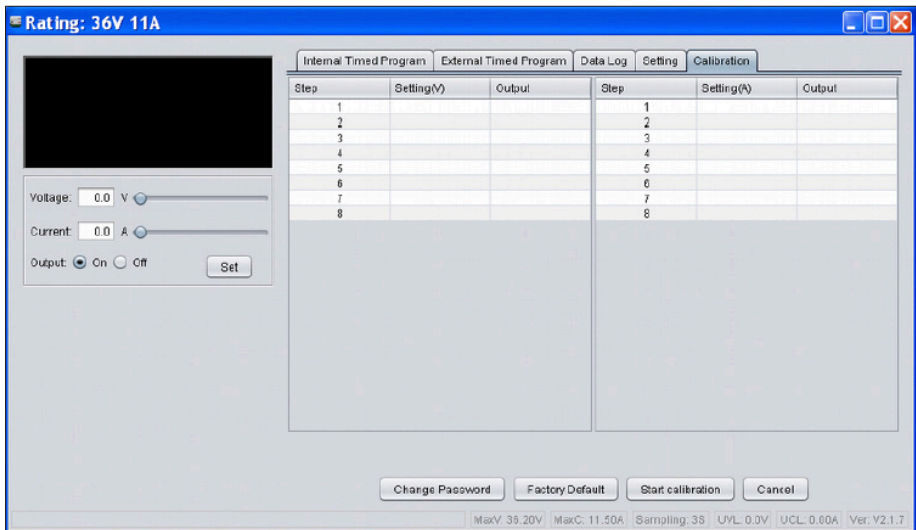 Rating: 36V 11A
Internal Timed Program External Timed Program Data Log Setting Calibration
Step Setting(V) Output Step Setting(A) Output
1 1
2 2
3 3
4 4
5 5
6 6
7 7
8 8
Voltage: 0.0 V
Current: 0.0 A
Output: On Off Set
Change Password Factory Default Start calibration Cancel
MaxV: 36.20V MaxC: 11.50A Sampling: 3S UVL: 0.0V UCL: 0.00A Ver: V2.1.7